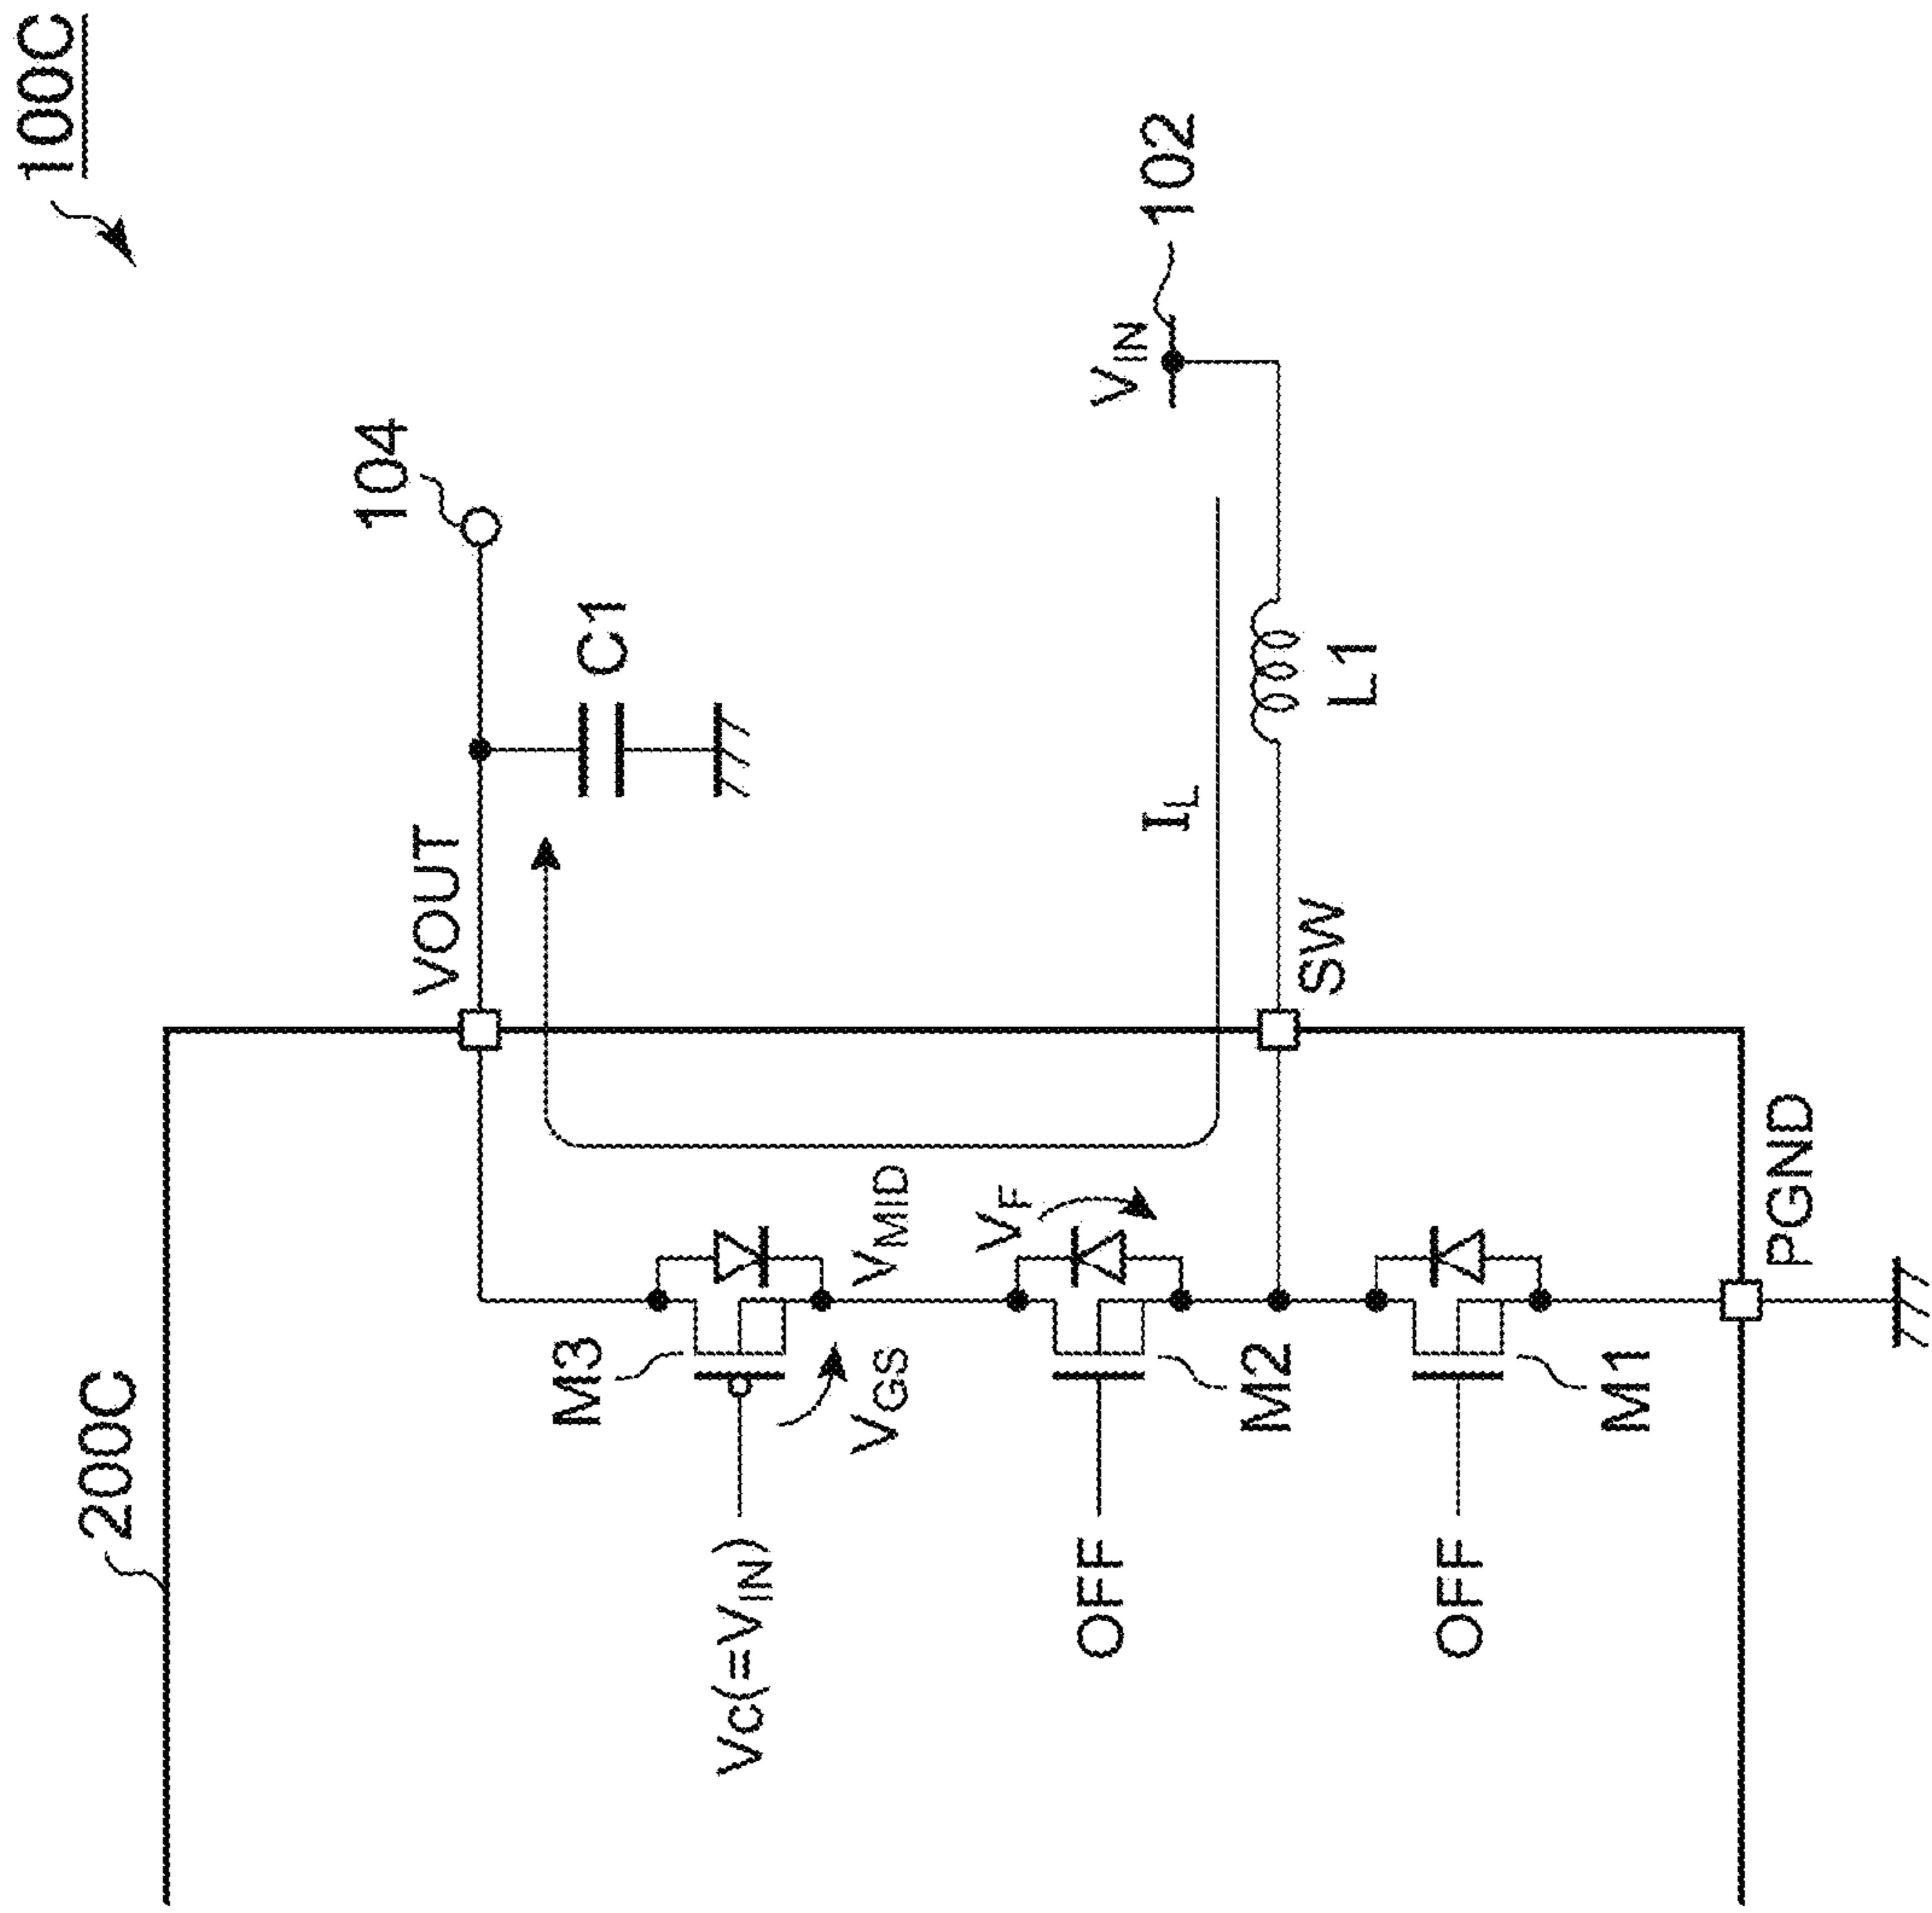 100C
200C
VOUT
104
C1
M3
VC(=VIN)
VGS
VMID
VF
IL
VIN
102
OFF
M2
SW
L1
OFF
M1
PGND